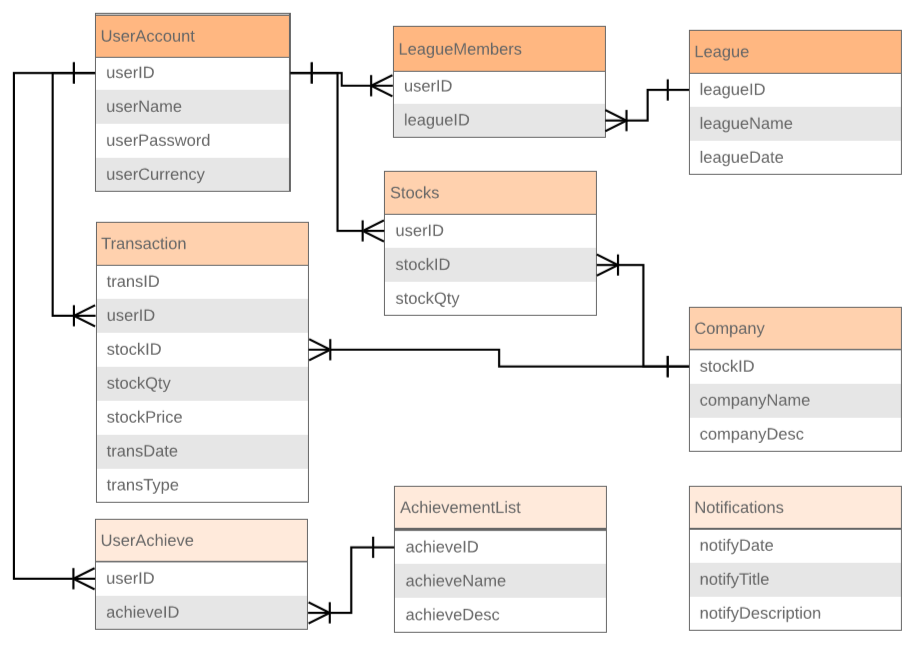 UserAccount
userID
userName
userPassword
userCurrency
LeagueMembers
userID
leagueID
League
leagueID
leagueName
leagueDate
Stocks
userID
stockID
stockQty
Transaction
transID
userID
stockID
stockQty
stockPrice
transDate
transType
Company
stockID
companyName
companyDesc
UserAchieve
userID
achieveID
AchievementList
achieveID
achieveName
achieveDesc
Notifications
notifyDate
notifyTitle
notifyDescription